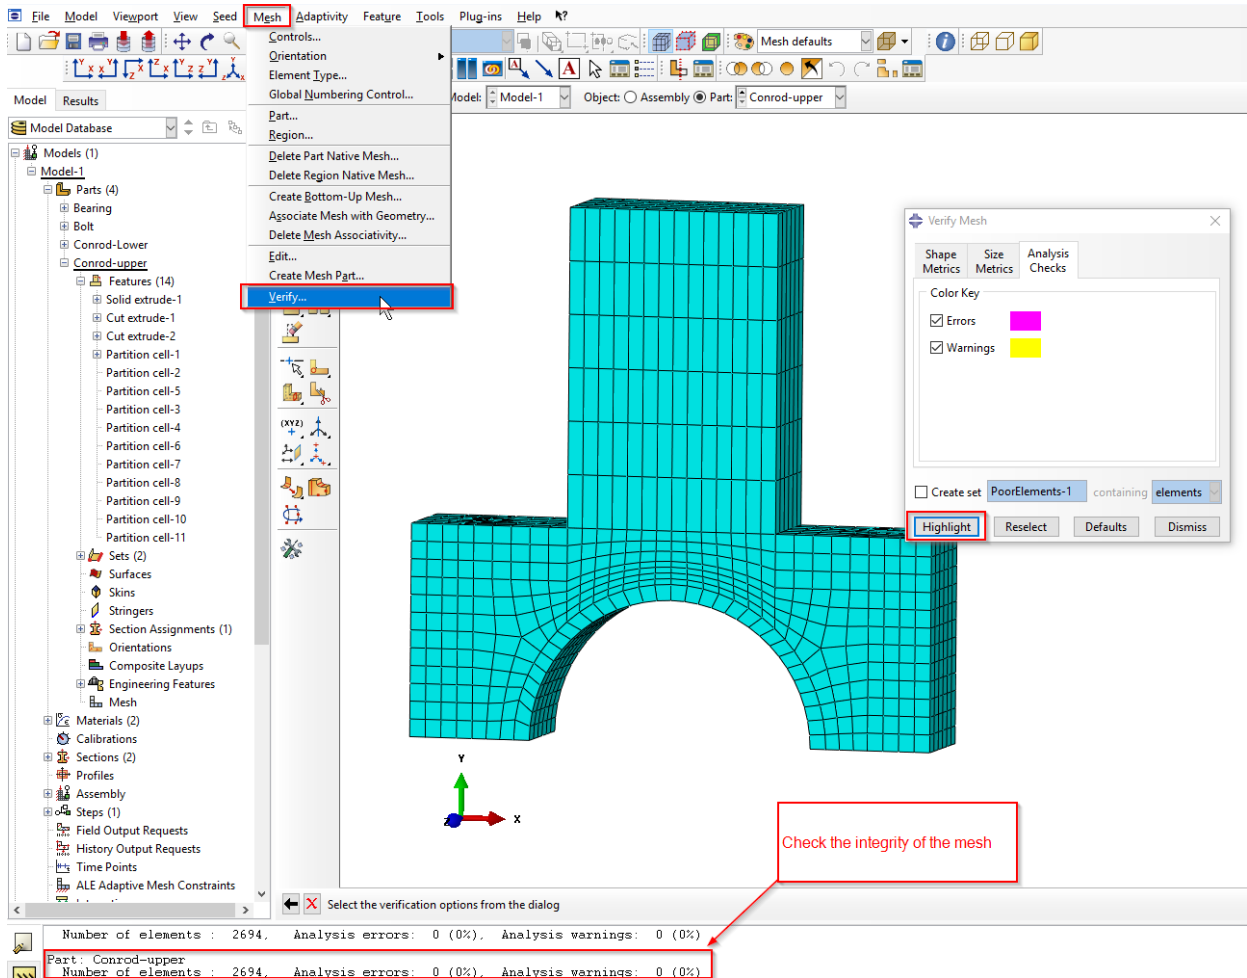 File Model Viewport View Seed Mesh Adaptivity Feature Tools Plug-ins Help
Controls...
Orientation
Element Type...
Global Numbering Control...
Part...
Region...
Delete Part Native Mesh...
Delete Region Native Mesh...
Create Bottom-Up Mesh...
Associate Mesh with Geometry...
Delete Mesh Associativity...
Edit...
Create Mesh Part...
Verify...
Mesh defaults
Model: Model-1 Object: Assembly Part: Conrod-upper
Model Results
Model Database
Models (1)
Model-1
Parts (4)
Bearing
Bolt
Conrod-Lower
Conrod-upper
Features (14)
Solid extrude-1
Cut extrude-1
Cut extrude-2
Partition cell-1
Partition cell-2
Partition cell-5
Partition cell-3
Partition cell-4
Partition cell-6
Partition cell-7
Partition cell-8
Partition cell-9
Partition cell-10
Partition cell-11
Sets (2)
Surfaces
Skins
Stringers
Section Assignments (1)
Orientations
Composite Layups
Engineering Features
Mesh
Materials (2)
Calibrations
Sections (2)
Profiles
Assembly
Steps (1)
Field Output Requests
History Output Requests
Time Points
ALE Adaptive Mesh Constraints
(XYZ)
Verify Mesh
Shape Metrics
Size Metrics
Analysis Checks
Color Key
Errors
Warnings
Create set PoorElements-1 containing elements
Highlight Reselect Defaults Dismiss
Y
Z
X
Check the integrity of the mesh
Select the verification options from the dialog
Number of elements : 2694, Analysis errors: 0 (0%), Analysis warnings: 0 (0%)
Part: Conrod-upper
Number of elements : 2694, Analysis errors: 0 (0%), Analysis warnings: 0 (0%)